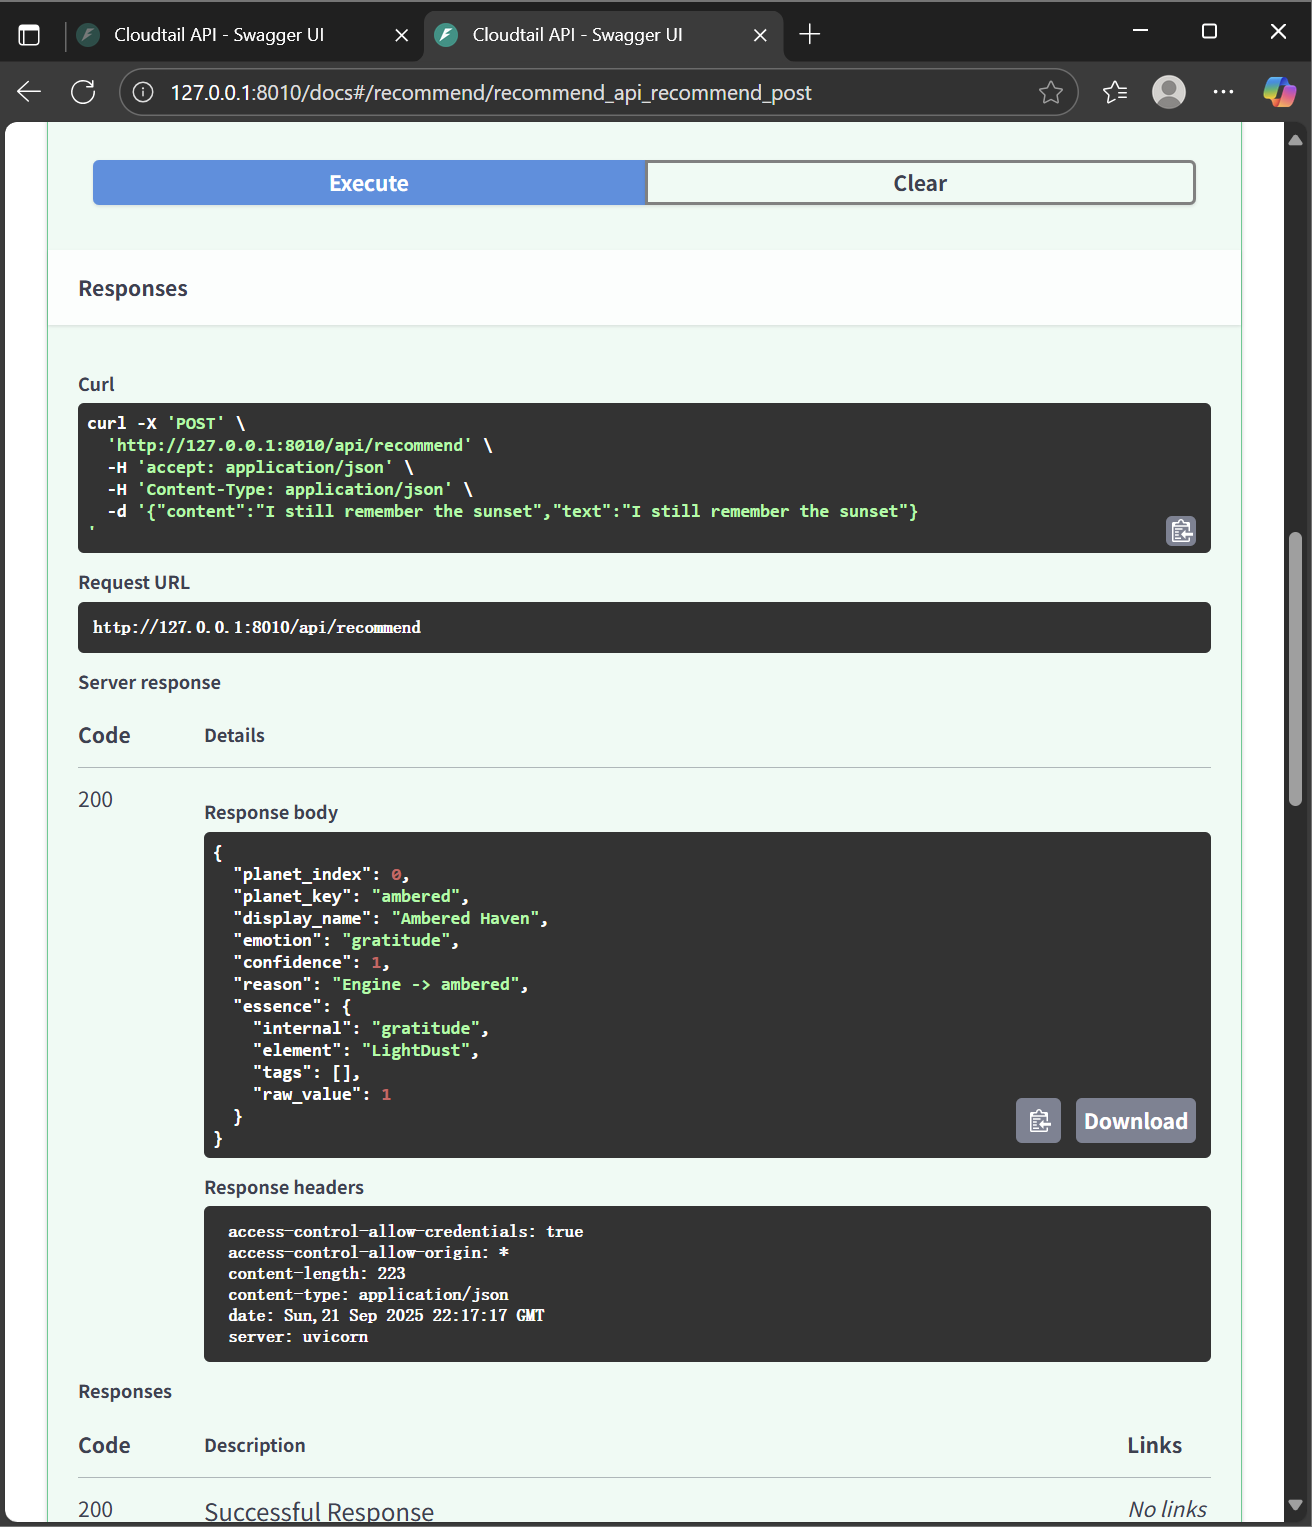 Cloudtail API - Swagger UI
Cloudtail API - Swagger UI
127.0.0.1:8010/docs#/recommend/recommend_api_recommend_post
Execute
Clear
Responses
Curl
curl -X 'POST' \
  'http://127.0.0.1:8010/api/recommend' \
  -H 'accept: application/json' \
  -H 'Content-Type: application/json' \
  -d '{"content":"I still remember the sunset","text":"I still remember the sunset"}
'
Request URL
http://127.0.0.1:8010/api/recommend
Server response
Code Details
200
Response body
{
  "planet_index": 0,
  "planet_key": "ambered",
  "display_name": "Ambered Haven",
  "emotion": "gratitude",
  "confidence": 1,
  "reason": "Engine -> ambered",
  "essence": {
    "internal": "gratitude",
    "element": "LightDust",
    "tags": [],
    "raw_value": 1
  }
}
Download
Response headers
access-control-allow-credentials: true
access-control-allow-origin: *
content-length: 223
content-type: application/json
date: Sun,21 Sep 2025 22:17:17 GMT
server: uvicorn
Responses
Code Description Links
200 Successful Response No links